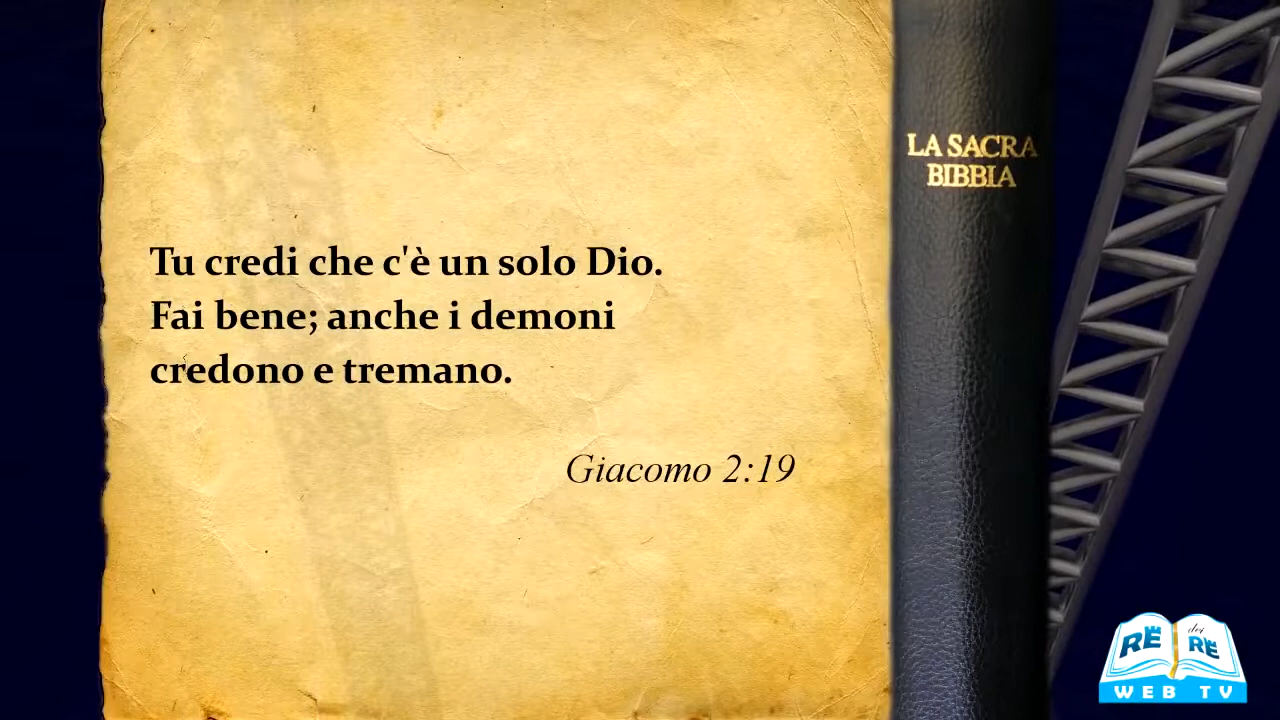 Tu credi che c'è un solo Dio.
Fai bene; anche i demoni
credono e tremano.
Giacomo 2:19
LA SACRA
BIBBIA
RE dei RE
WEB TV